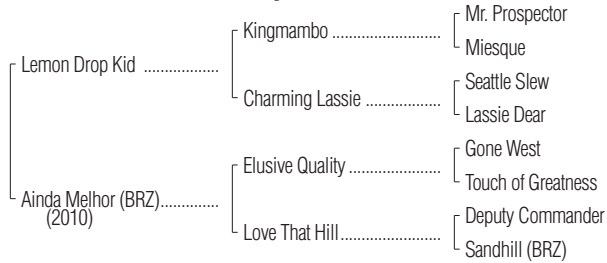 Mr. Prospector
Kingmambo ......................
Miesque
Lemon Drop Kid ..................
Seattle Slew
Charming Lassie ..................
Lassie Dear
Gone West
Elusive Quality ......................
Touch of Greatness
Ainda Melhor (BRZ)..............
(2010)
Deputy Commander
Love That Hill........................
Sandhill (BRZ)